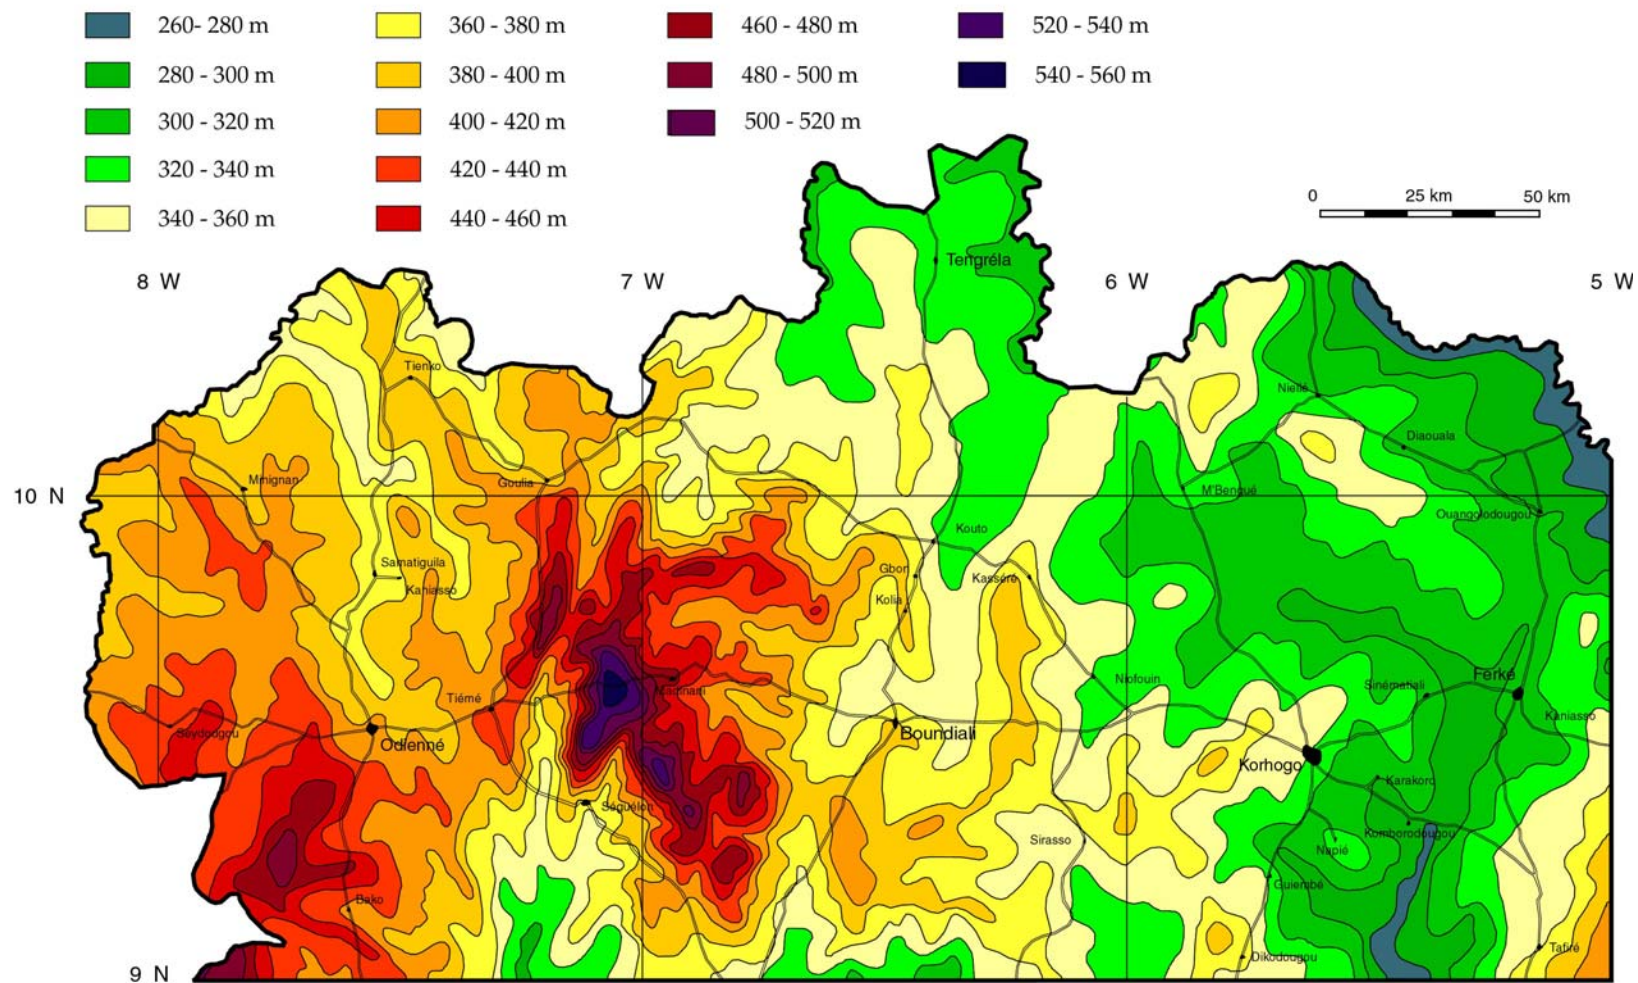 260- 280 m
360 - 380 m
460 - 480 m
520 - 540 m
280 - 300 m
380 - 400 m
480 - 500 m
540 - 560 m
300 - 320 m
400 - 420 m
500 - 520 m
320 - 340 m
420 - 440 m
340 - 360 m
440 - 460 m
0 25 km 50 km
8 W
7 W
6 W
5 W
Tengréla
Tienko
Niellé
Diaouala
Minignan
Goulia
M'Bengué
10 N
Ouangolodougou
Kouto
Samatiguila
Gbon
Kasséré
Kaniasso
Kolia
Niofouin
Sinématiali
Ferké
Tiémé
Madinani
Kaniasso
Seydougou
Odienné
Boundiali
Korhogo
Karakoro
Séguélon
Komborodougou
Sirasso
Napié
Guiembé
Bako
Tafiré
Dikodougou
9 N